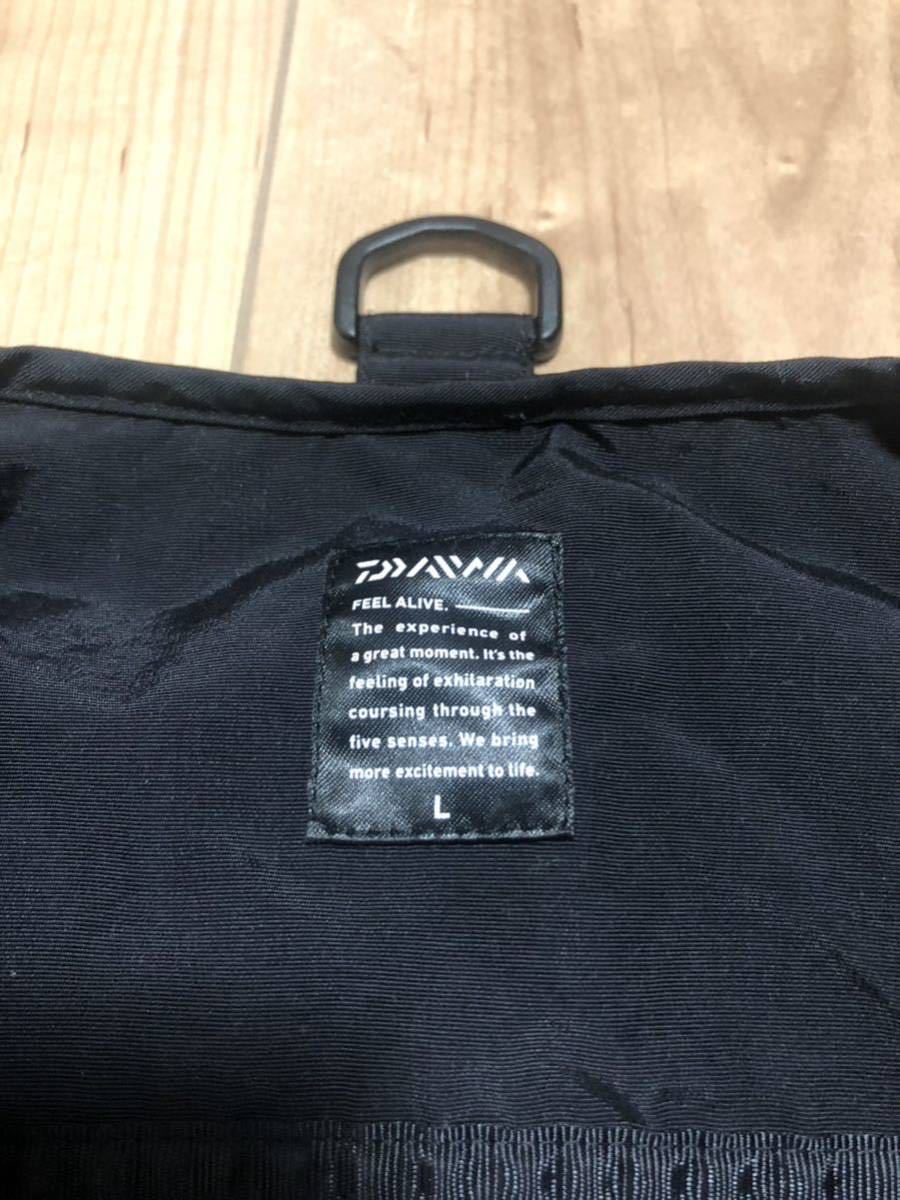 DAIWA
FEEL ALIVE.
The experience of
a great moment. It's the
feeling of exhilaration
coursing through the
five senses. We bring
more excitement to life.
L